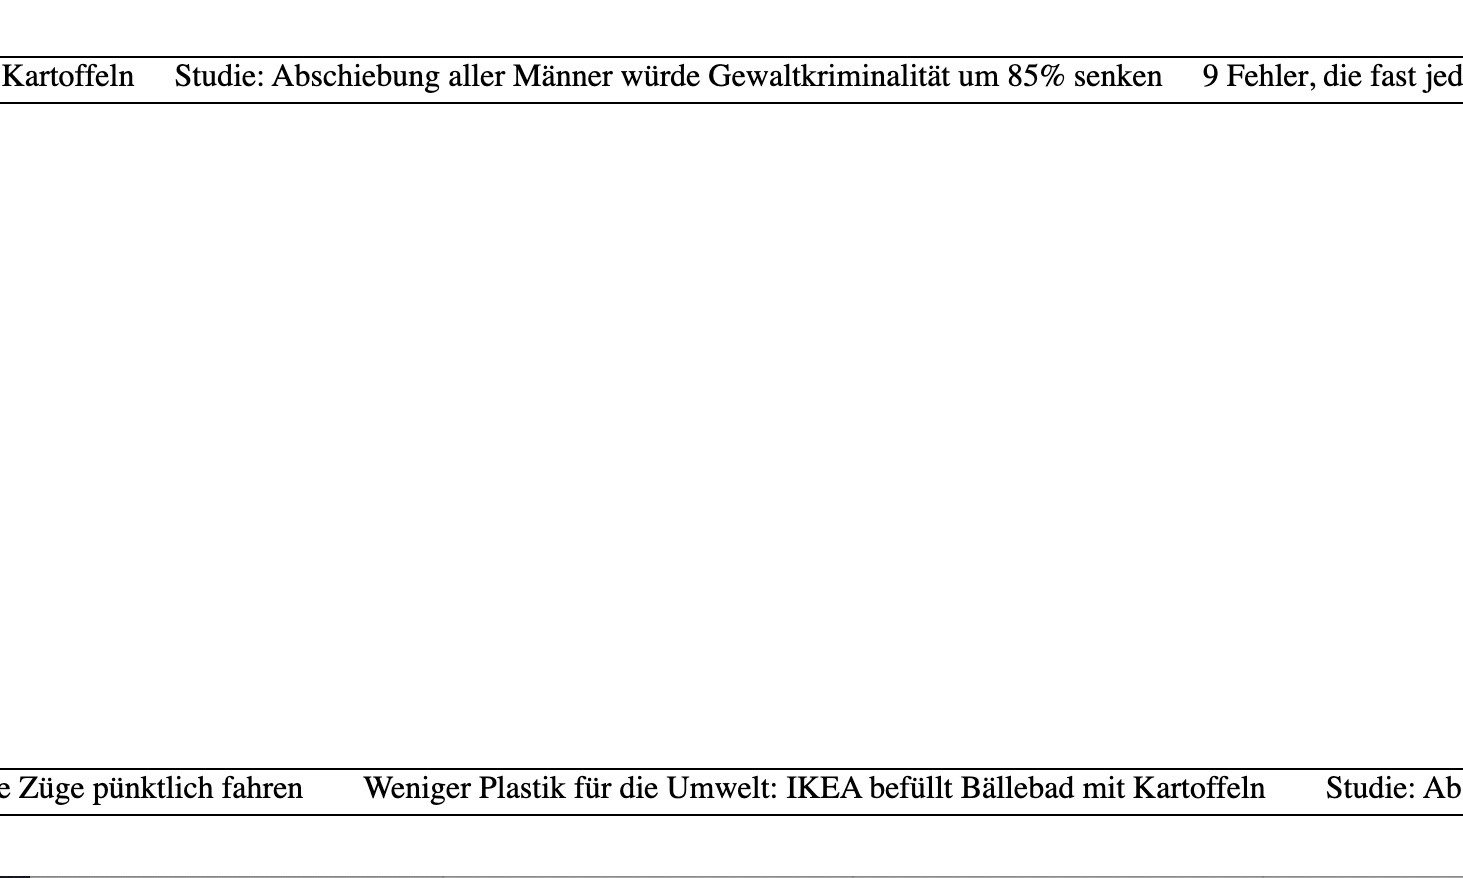 Kartoffeln Studie: Abschiebung aller Männer würde Gewaltkriminalität um 85% senken 9 Fehler, die fast jed
e Züge pünktlich fahren Weniger Plastik für die Umwelt: IKEA befüllt Bällebad mit Kartoffeln Studie: Ab